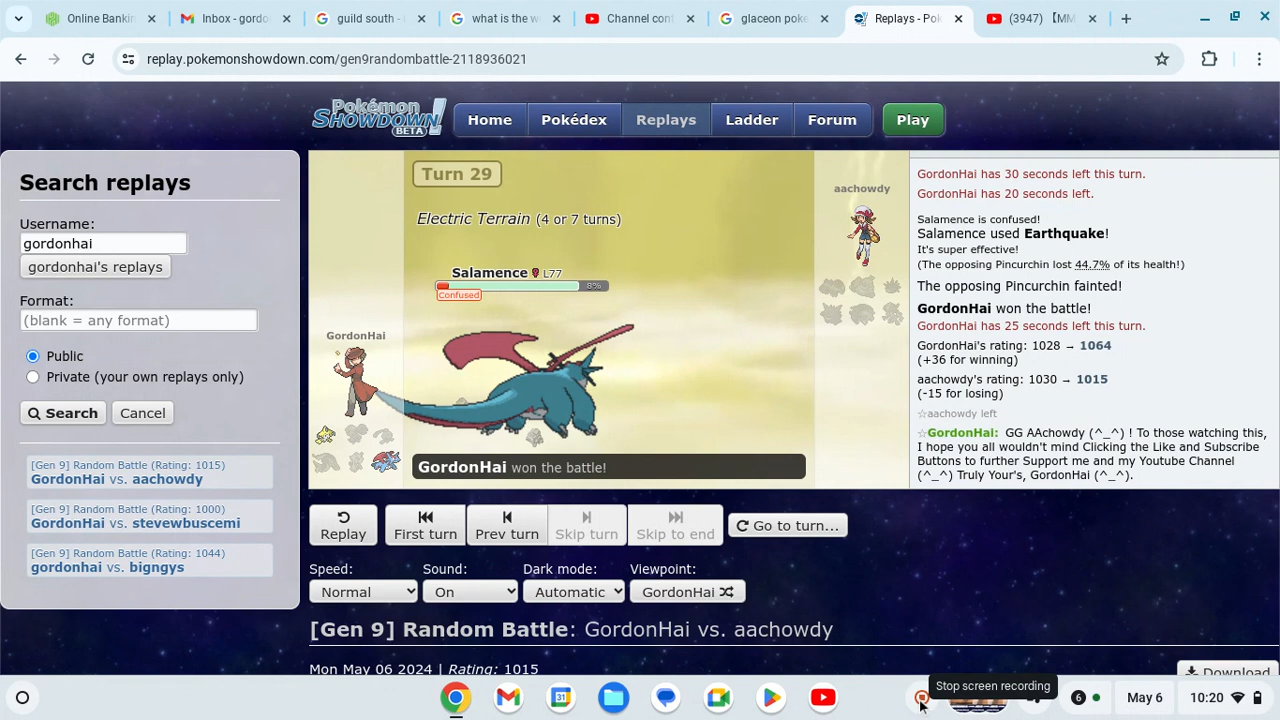 Online Bankin
Inbox - gordo
guild south -
what is the w
Channel cont
glaceon poke
Replays - Pok
(3947) 【MM
replay.pokemonshowdown.com/gen9randombattle-2118936021
Pokémon
SHOWDOWN!
BETA
Home
Pokédex
Replays
Ladder
Forum
Play
Search replays
Username:
gordonhai
gordonhai's replays
Format:
(blank = any format)
Public
Private (your own replays only)
Search
Cancel
[Gen 9] Random Battle (Rating: 1015)
GordonHai vs. aachowdy
[Gen 9] Random Battle (Rating: 1000)
GordonHai vs. stevewbuscemi
[Gen 9] Random Battle (Rating: 1044)
gordonhai vs. bigngys
Turn 29
Electric Terrain (4 or 7 turns)
Salamence L77
8%
Confused
GordonHai
aachowdy
GordonHai won the battle!
GordonHai has 30 seconds left this turn.
GordonHai has 20 seconds left.
Salamence is confused!
Salamence used Earthquake!
It's super effective!
(The opposing Pincurchin lost 44.7% of its health!)
The opposing Pincurchin fainted!
GordonHai won the battle!
GordonHai has 25 seconds left this turn.
GordonHai's rating: 1028 → 1064
(+36 for winning)
aachowdy's rating: 1030 → 1015
(-15 for losing)
☆aachowdy left
☆GordonHai: GG AAchowdy (^_^) ! To those watching this,
I hope you all wouldn't mind Clicking the Like and Subscribe
Buttons to further Support me and my Youtube Channel
(^_^) Truly Your's, GordonHai (^_^).
Replay
First turn
Prev turn
Skip turn
Skip to end
Go to turn...
Speed:
Normal
Sound:
On
Dark mode:
Automatic
Viewpoint:
GordonHai
[Gen 9] Random Battle: GordonHai vs. aachowdy
Mon May 06 2024 | Rating: 1015
Download
Stop screen recording
31
6
May 6
10:20